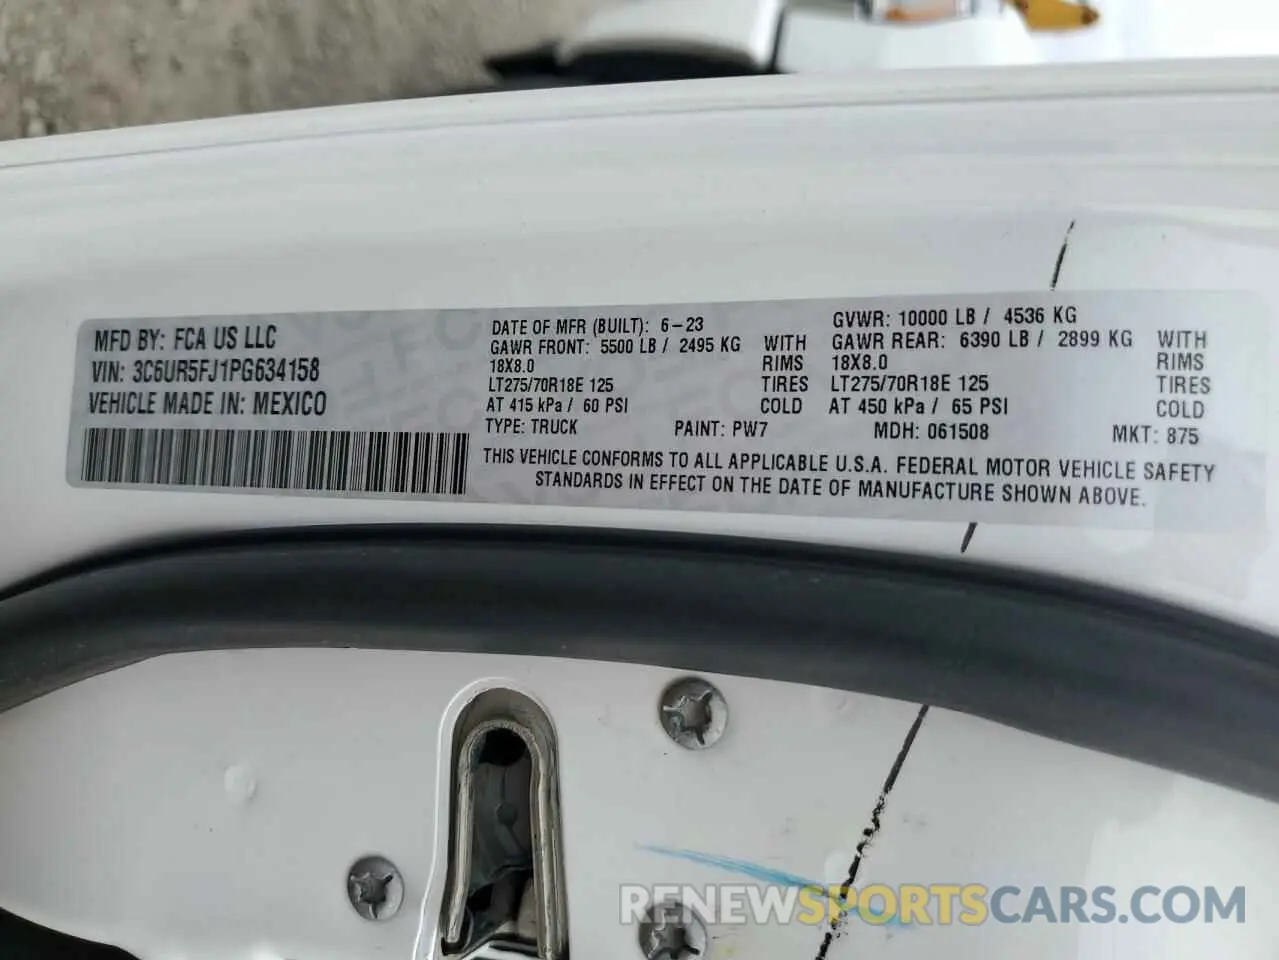 MFD BY: FCA US LLC
VIN: 3C6UR5FJ1PG634158
VEHICLE MADE IN: MEXICO
DATE OF MFR (BUILT): 6-23
GAWR FRONT: 5500 LB / 2495 KG WITH
18X8.0 RIMS
LT275/70R18E 125 TIRES
AT 415 kPa / 60 PSI COLD
GVWR: 10000 LB / 4536 KG
GAWR REAR: 6390 LB / 2899 KG WITH
18X8.0 RIMS
LT275/70R18E 125 TIRES
AT 450 kPa / 65 PSI COLD
TYPE: TRUCK PAINT: PW7 MDH: 061508 MKT: 875
THIS VEHICLE CONFORMS TO ALL APPLICABLE U.S.A. FEDERAL MOTOR VEHICLE SAFETY
STANDARDS IN EFFECT ON THE DATE OF MANUFACTURE SHOWN ABOVE.
RENEWSPORTSCARS.COM